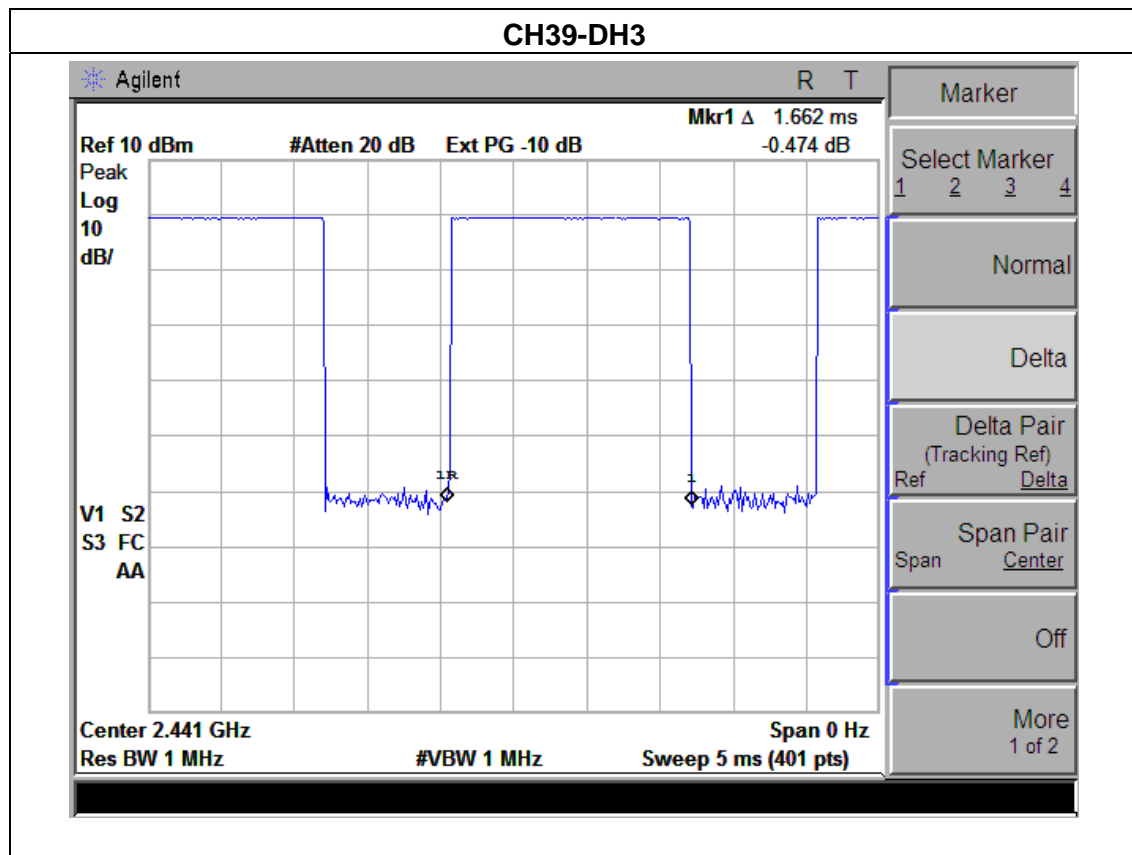 CH39-DH3
Agilent R T
Mkr1 Δ 1.662 ms
Ref 10 dBm #Atten 20 dB Ext PG -10 dB -0.474 dB
Peak
Log
10
dB/
1R
1
V1 S2
S3 FC
AA
Center 2.441 GHz Span 0 Hz
Res BW 1 MHz #VBW 1 MHz Sweep 5 ms (401 pts)
Marker
Select Marker
1 2 3 4
Normal
Delta
Delta Pair
(Tracking Ref)
Ref Delta
Span Pair
Span Center
Off
More
1 of 2